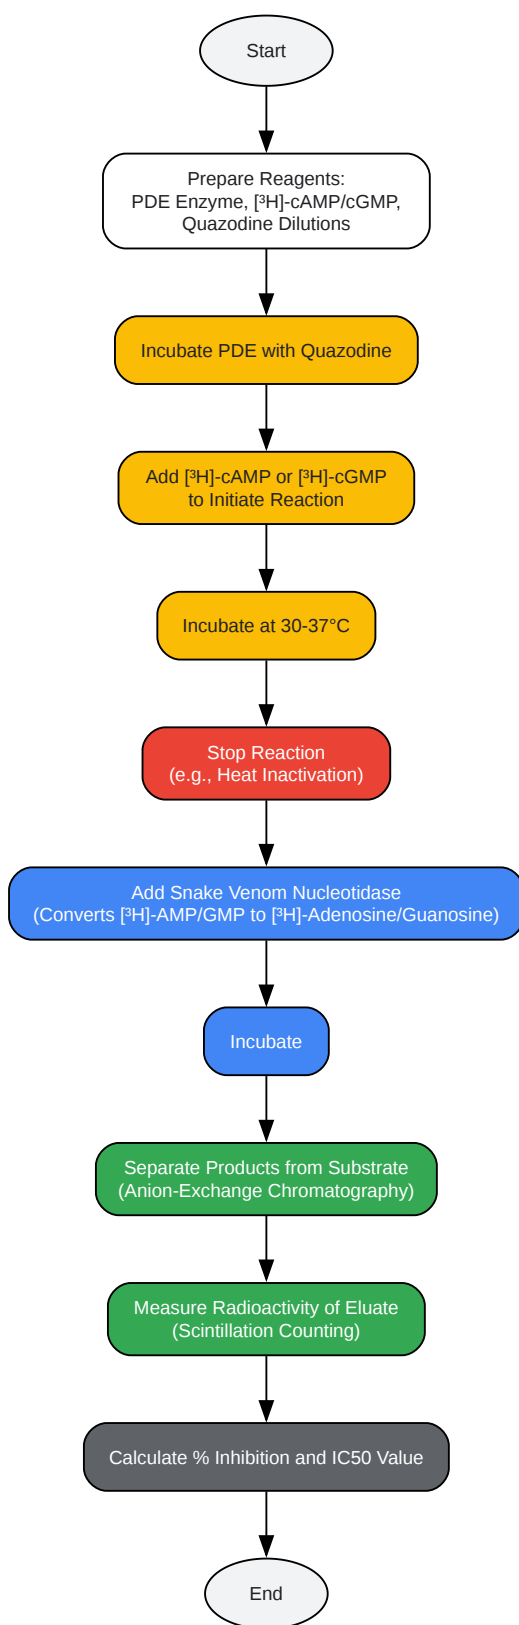 Start
Prepare Reagents:
PDE Enzyme, [³H]-cAMP/cGMP,
Quazodine Dilutions
Incubate PDE with Quazodine
Add [³H]-cAMP or [³H]-cGMP
to Initiate Reaction
Incubate at 30-37°C
Stop Reaction
(e.g., Heat Inactivation)
Add Snake Venom Nucleotidase
(Converts [³H]-AMP/GMP to [³H]-Adenosine/Guanosine)
Incubate
Separate Products from Substrate
(Anion-Exchange Chromatography)
Measure Radioactivity of Eluate
(Scintillation Counting)
Calculate % Inhibition and IC50 Value
End